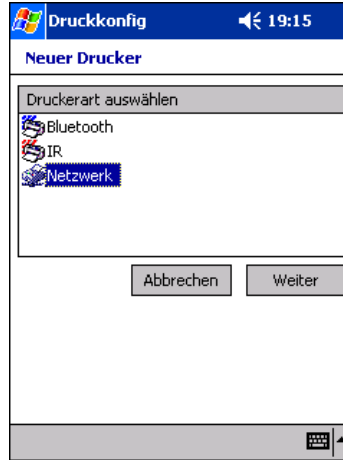 Druckkonfig 19:15
Neuer Drucker
Druckerart auswählen
Bluetooth
IR
Netzwerk
Abbrechen Weiter